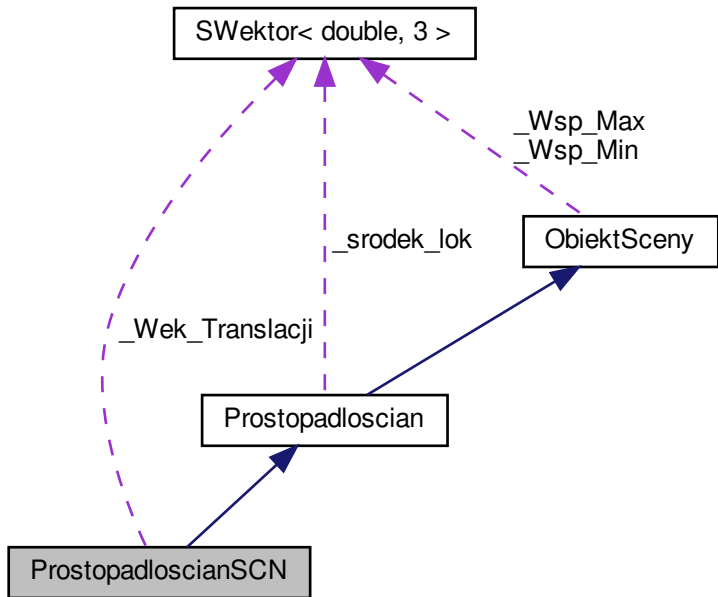 SWektor< double, 3 >
_Wsp_Max
_Wsp_Min
_srodek_lok
ObiektSceny
_Wek_Translacji
Prostopadloscian
ProstopadloscianSCN